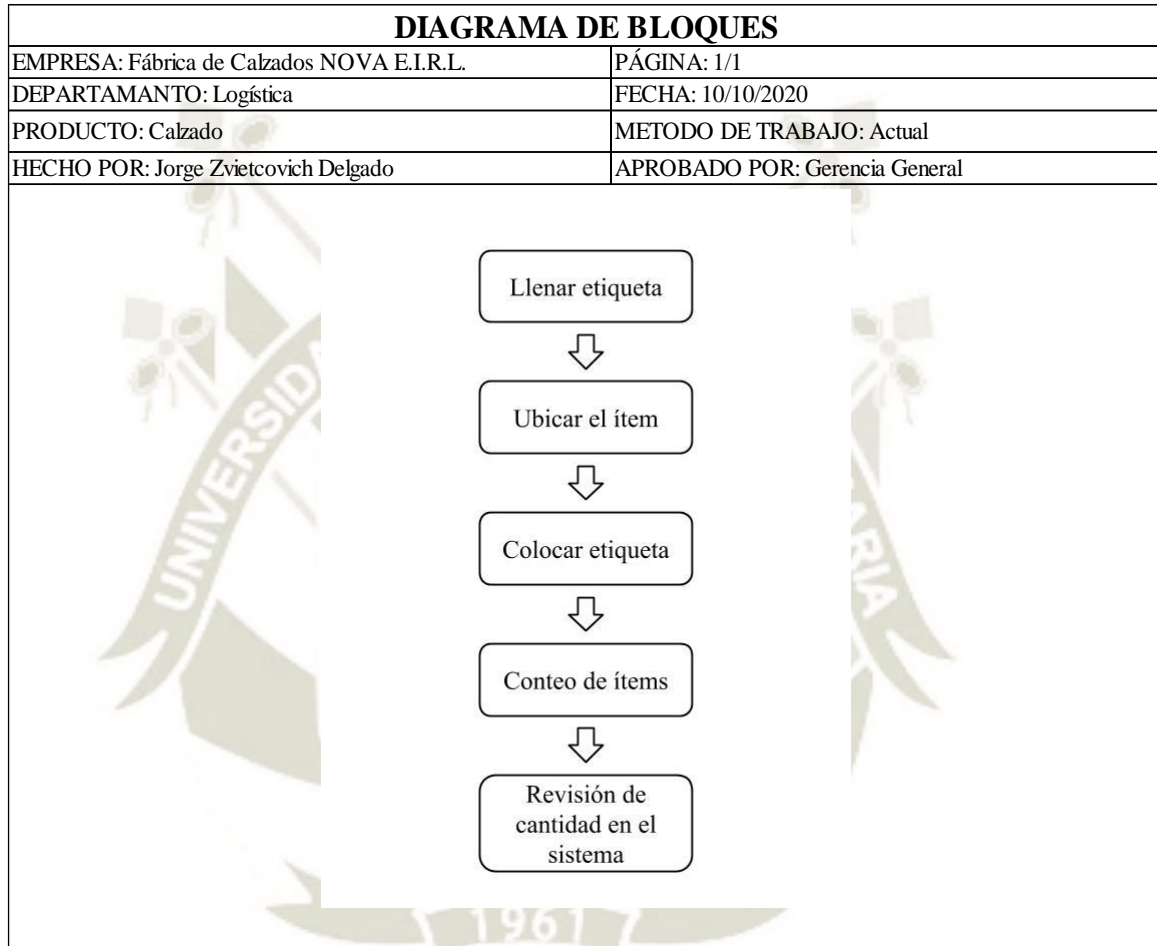 DIAGRAMA DE BLOQUES
EMPRESA: Fábrica de Calzados NOVA E.I.R.L.
PÁGINA: 1/1
DEPARTAMANTO: Logística
FECHA: 10/10/2020
PRODUCTO: Calzado
METODO DE TRABAJO: Actual
HECHO POR: Jorge Zvietcovich Delgado
APROBADO POR: Gerencia General
Llenar etiqueta
Ubicar el ítem
Colocar etiqueta
Conteo de ítems
Revisión de
cantidad en el
sistema
1961